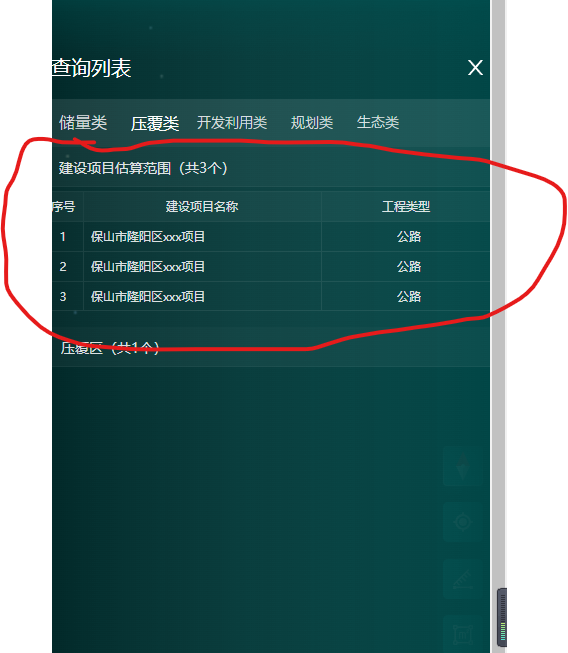 查询列表 X
储量类 压覆类 开发利用类 规划类 生态类
建设项目估算范围（共3个）
序号 建设项目名称 工程类型
1 保山市隆阳区xxx项目 公路
2 保山市隆阳区xxx项目 公路
3 保山市隆阳区xxx项目 公路
压覆区（共1个）